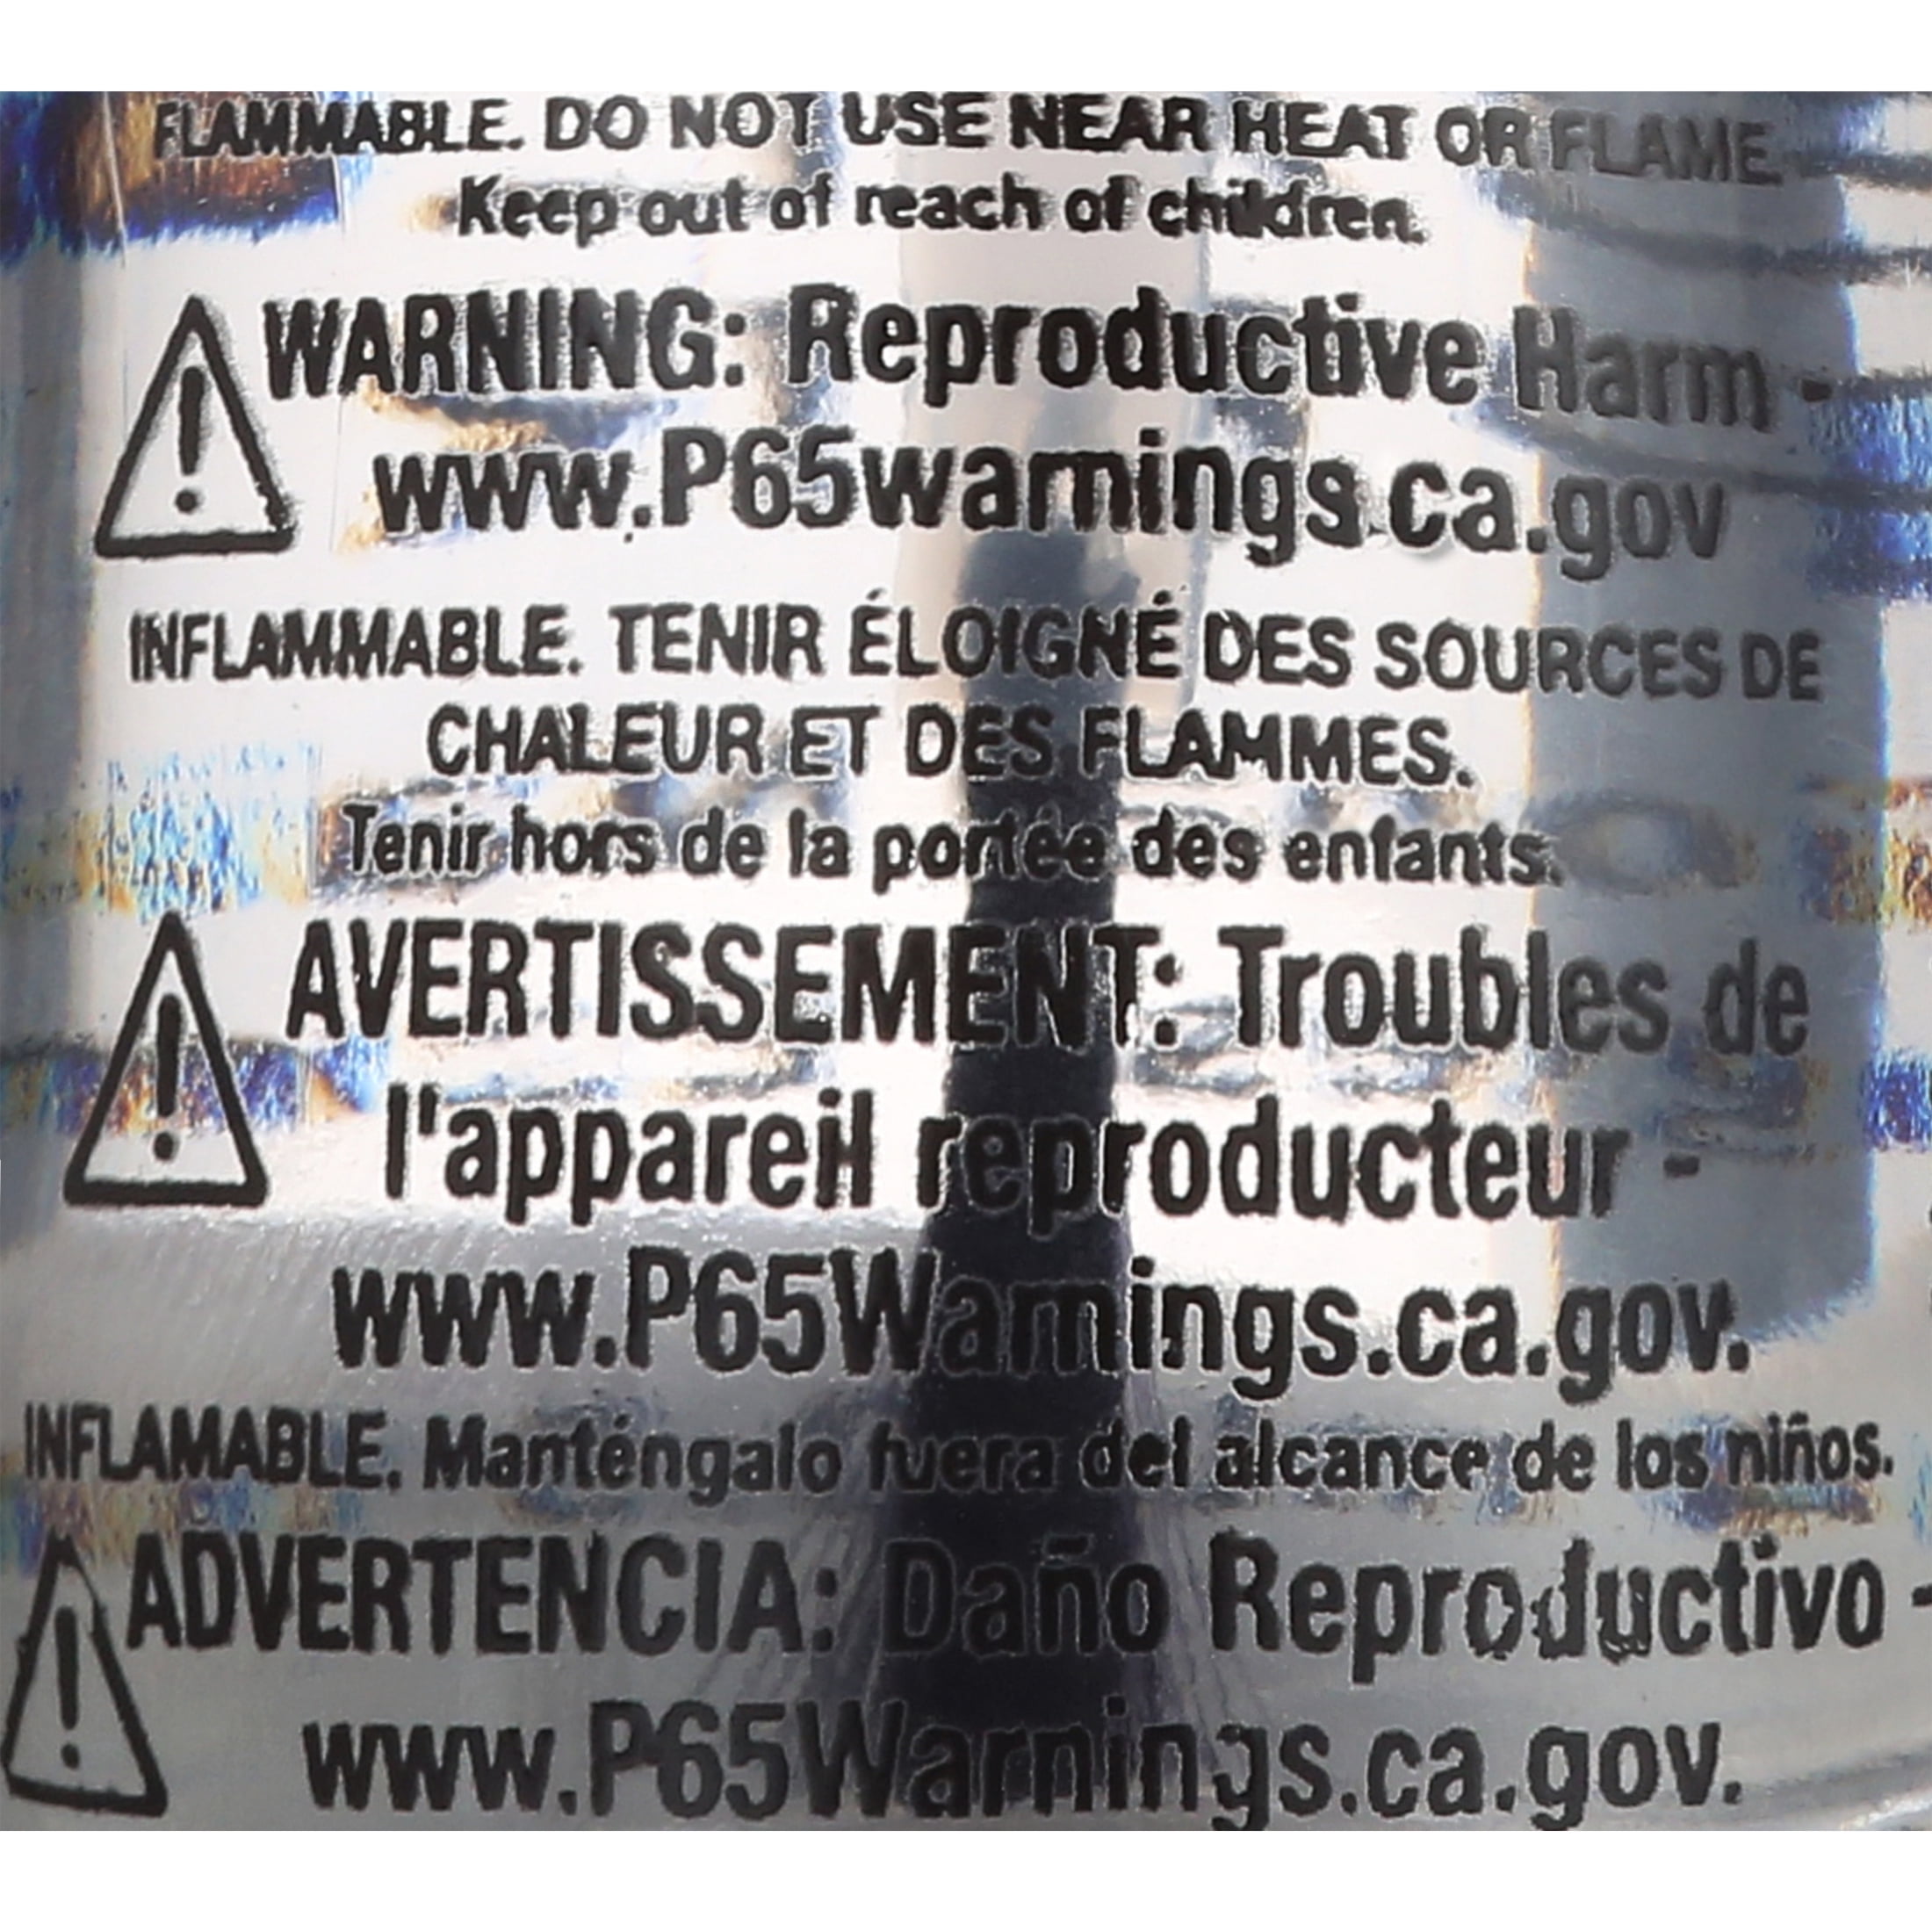 FLAMMABLE. DO NOT USE NEAR HEAT OR FLAME
Keep out of reach of children.
WARNING: Reproductive Harm -
www.P65warnings.ca.gov
INFLAMMABLE. TENIR ÉLOIGNÉ DES SOURCES DE
CHALEUR ET DES FLAMMES.
Tenir hors de la portée des enfants.
AVERTISSEMENT: Troubles de
l'appareil reproducteur -
www.P65Warnings.ca.gov.
INFLAMABLE. Manténgalo fuera del alcance de los niños.
ADVERTENCIA: Daño Reproductivo -
www.P65Warnings.ca.gov.